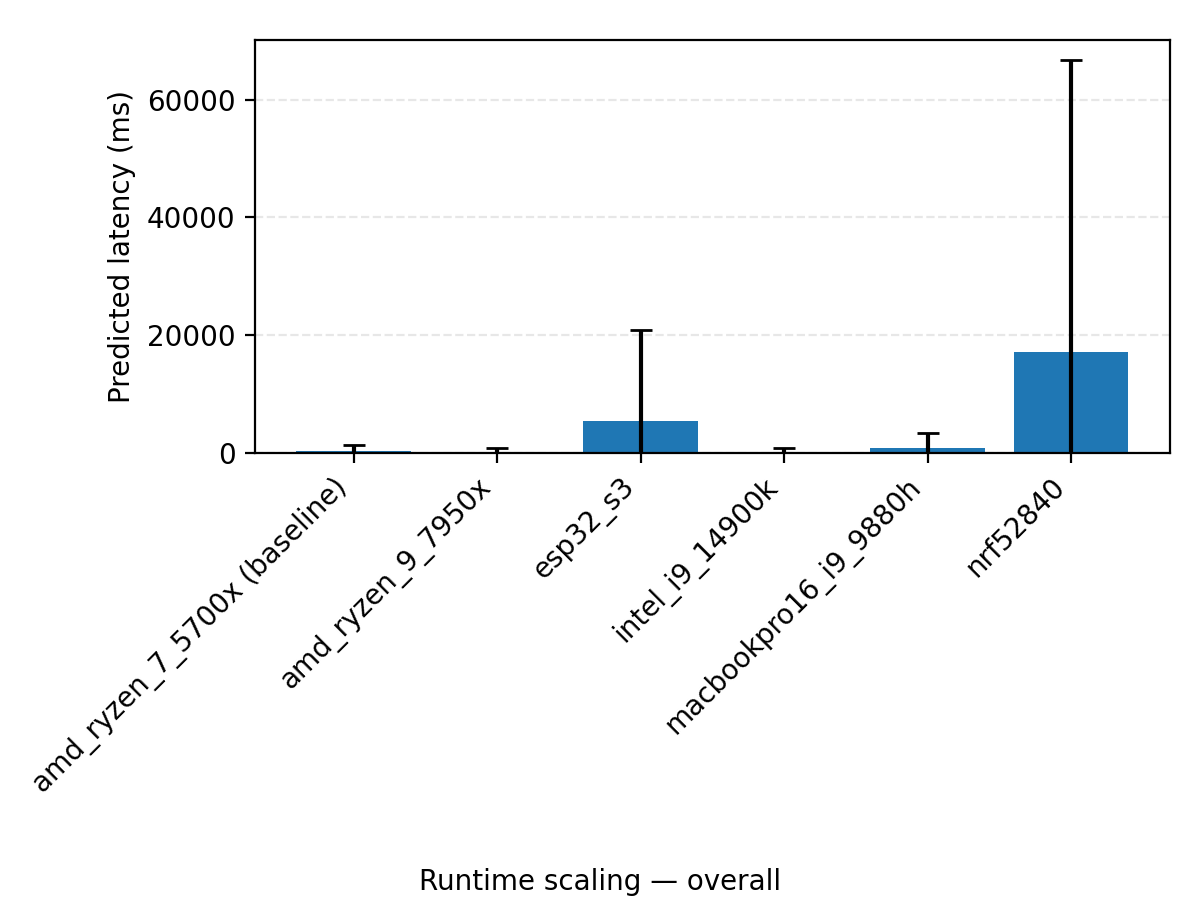 Predicted latency (ms)
60000
40000
20000
0
amd_ryzen_7_5700x (baseline)
amd_ryzen_9_7950x
esp32_s3
intel_i9_14900k
macbookpro16_i9_9880h
nrf52840
Runtime scaling — overall